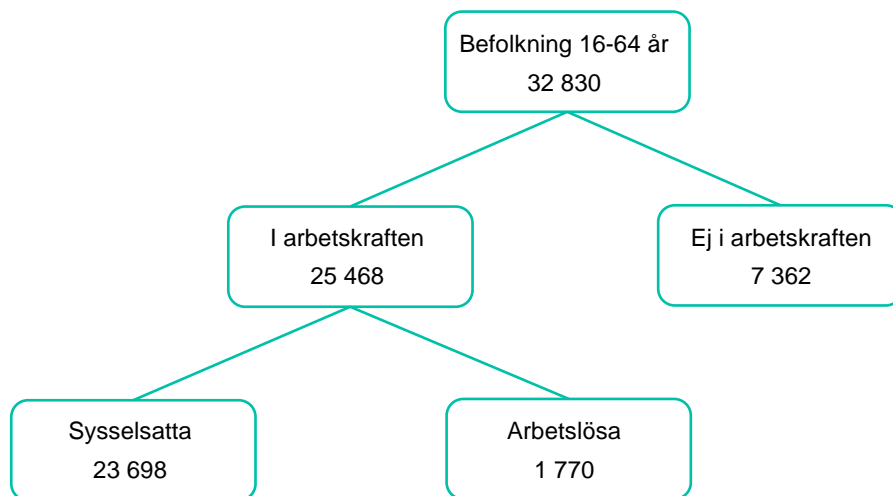 Befolkning 16-64 år
32 830
I arbetskraften
25 468
Ej i arbetskraften
7 362
Sysselsatta
23 698
Arbetslösa
1 770